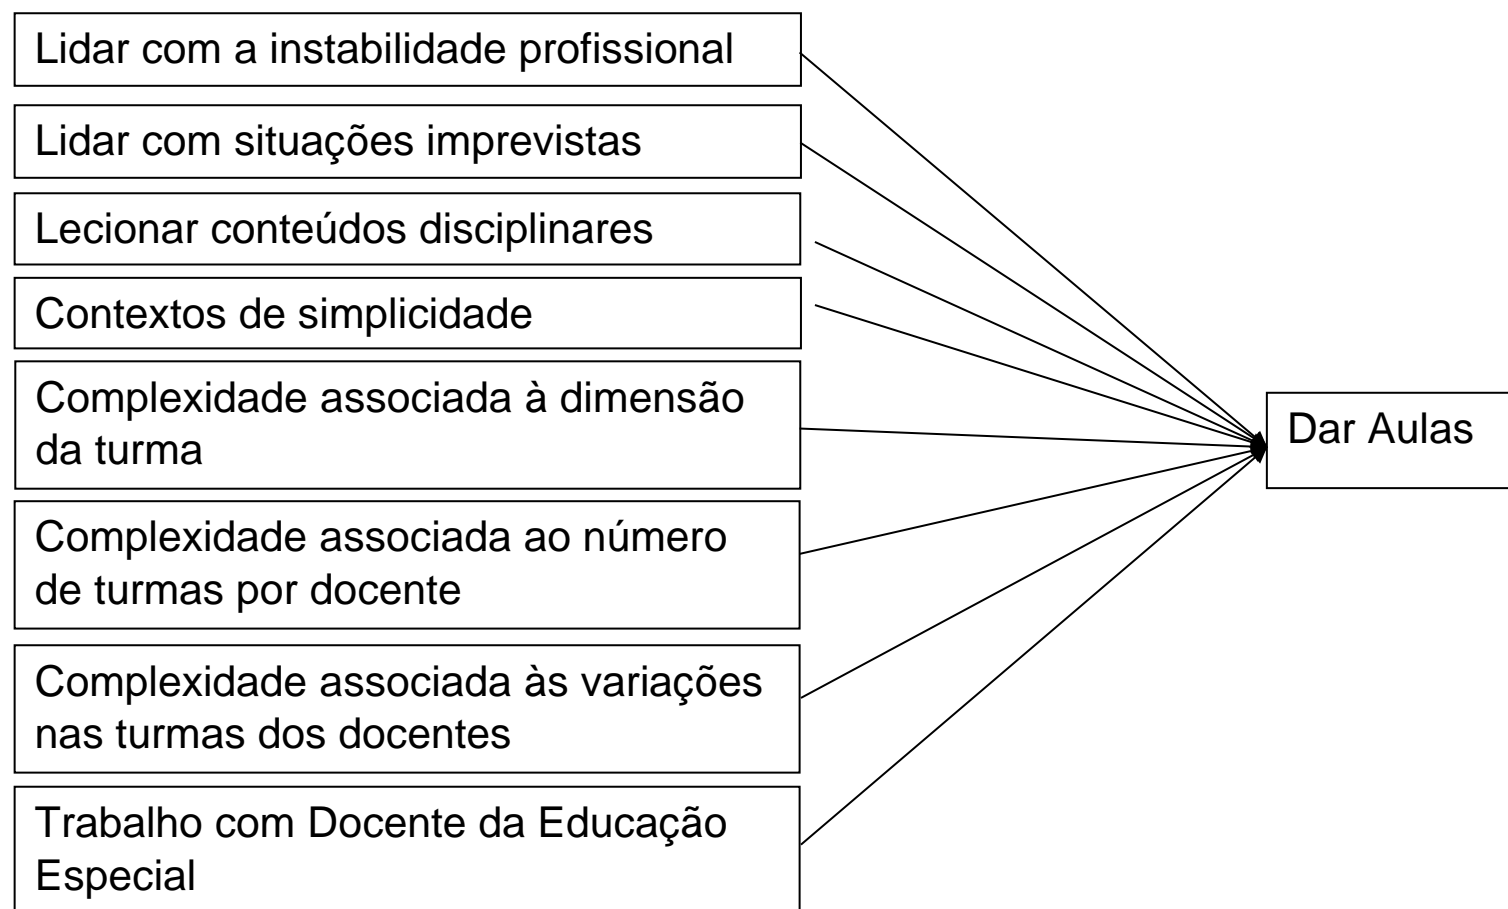 Lidar com a instabilidade profissional
Lidar com situações imprevistas
Lecionar conteúdos disciplinares
Contextos de simplicidade
Complexidade associada à dimensão
da turma
Complexidade associada ao número
de turmas por docente
Complexidade associada às variações
nas turmas dos docentes
Trabalho com Docente da Educação
Especial
Dar Aulas